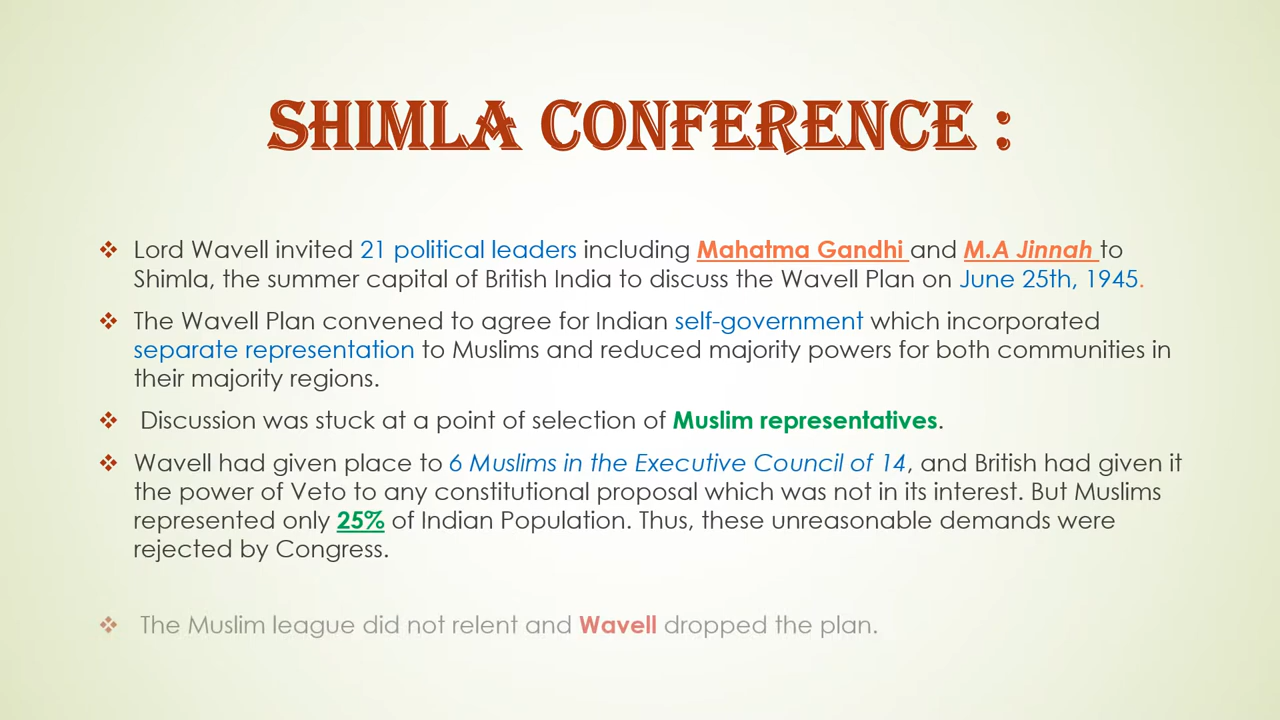 SHIMLA CONFERENCE :
❖ Lord Wavell invited 21 political leaders including Mahatma Gandhi and M.A Jinnah to
Shimla, the summer capital of British India to discuss the Wavell Plan on June 25th, 1945.
❖ The Wavell Plan convened to agree for Indian self-government which incorporated
separate representation to Muslims and reduced majority powers for both communities in
their majority regions.
❖ Discussion was stuck at a point of selection of Muslim representatives.
❖ Wavell had given place to 6 Muslims in the Executive Council of 14, and British had given it
the power of Veto to any constitutional proposal which was not in its interest. But Muslims
represented only 25% of Indian Population. Thus, these unreasonable demands were
rejected by Congress.
❖ The Muslim league did not relent and Wavell dropped the plan.